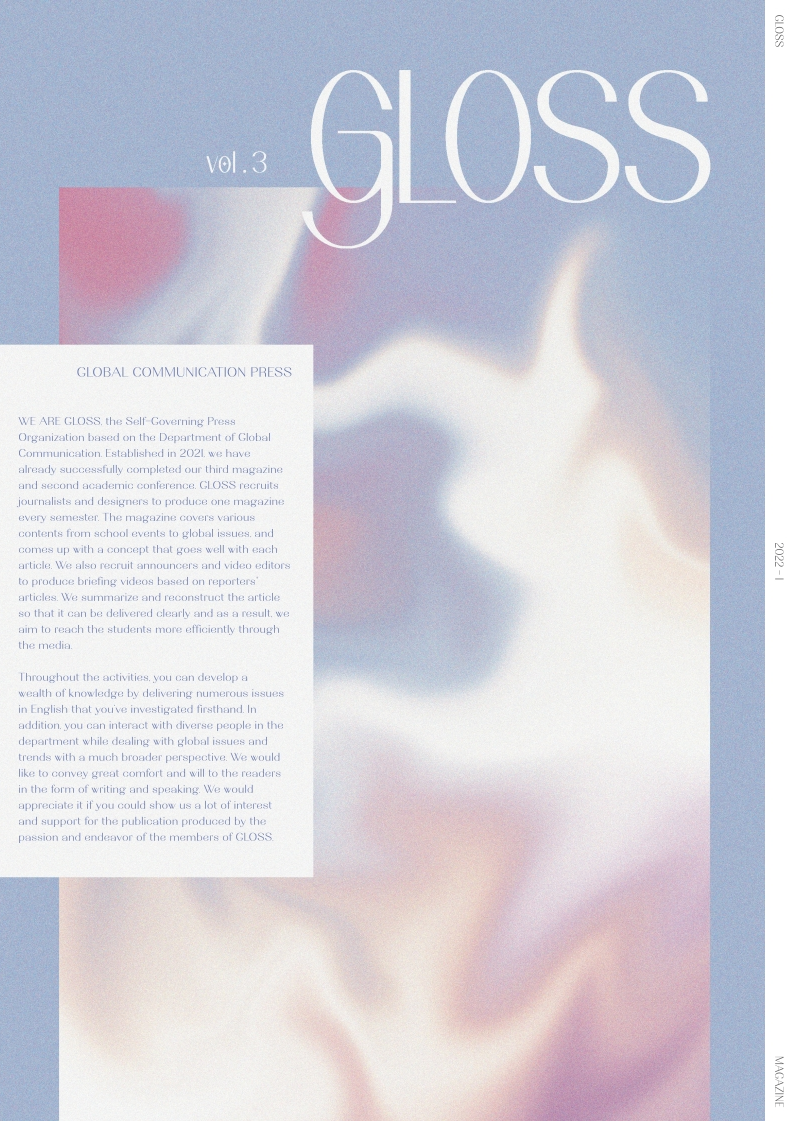 GLOSS
vol.3
GLOBAL COMMUNICATION PRESS
WE ARE GLOSS, the Self-Governing Press
Organization based on the Department of Global
Communication. Established in 2021, we have
already successfully completed our third magazine
and second academic conference. GLOSS recruits
journalists and designers to produce one magazine
every semester. The magazine covers various
contents from school events to global issues, and
comes up with a concept that goes well with each
article. We also recruit announcers and video editors
to produce briefing videos based on reporters'
articles. We summarize and reconstruct the article
so that it can be delivered clearly and as a result, we
aim to reach the students more efficiently through
the media.
Throughout the activities, you can develop a
wealth of knowledge by delivering numerous issues
in English that you've investigated firsthand. In
addition, you can interact with diverse people in the
department while dealing with global issues and
trends with a much broader perspective. We would
like to convey great comfort and will to the readers
in the form of writing and speaking. We would
appreciate it if you could show us a lot of interest
and support for the publication produced by the
passion and endeavor of the members of GLOSS.
GLOSS
2022 - 1
MAGAZINE